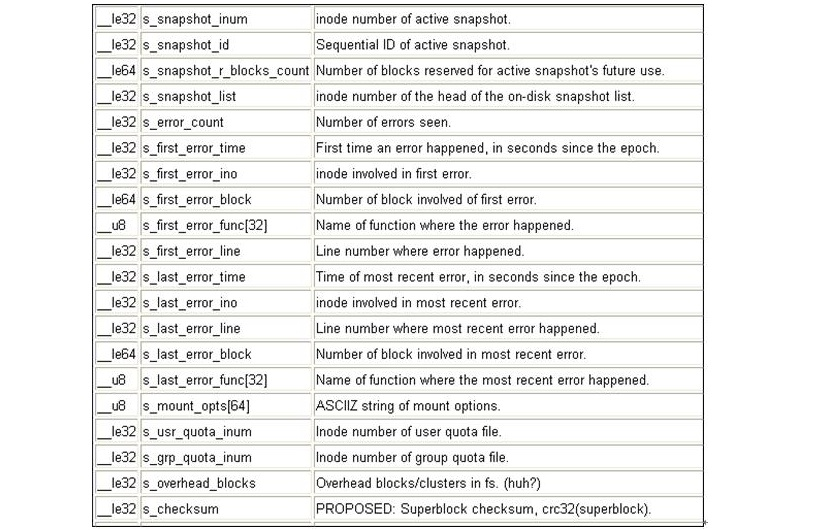 __le32 s_snapshot_inum inode number of active snapshot.
__le32 s_snapshot_id Sequential ID of active snapshot.
__le64 s_snapshot_r_blocks_count Number of blocks reserved for active snapshot's future use.
__le32 s_snapshot_list inode number of the head of the on-disk snapshot list.
__le32 s_error_count Number of errors seen.
__le32 s_first_error_time First time an error happened, in seconds since the epoch.
__le32 s_first_error_ino inode involved in first error.
__le64 s_first_error_block Number of block involved of first error.
__u8 s_first_error_func[32] Name of function where the error happened.
__le32 s_first_error_line Line number where error happened.
__le32 s_last_error_time Time of most recent error, in seconds since the epoch.
__le32 s_last_error_ino inode involved in most recent error.
__le32 s_last_error_line Line number where most recent error happened.
__le64 s_last_error_block Number of block involved in most recent error.
__u8 s_last_error_func[32] Name of function where the most recent error happened.
__u8 s_mount_opts[64] ASCIIZ string of mount options.
__le32 s_usr_quota_inum Inode number of user quota file.
__le32 s_grp_quota_inum Inode number of group quota file.
__le32 s_overhead_blocks Overhead blocks/clusters in fs. (huh?)
__le32 s_checksum PROPOSED: Superblock checksum, crc32(superblock).